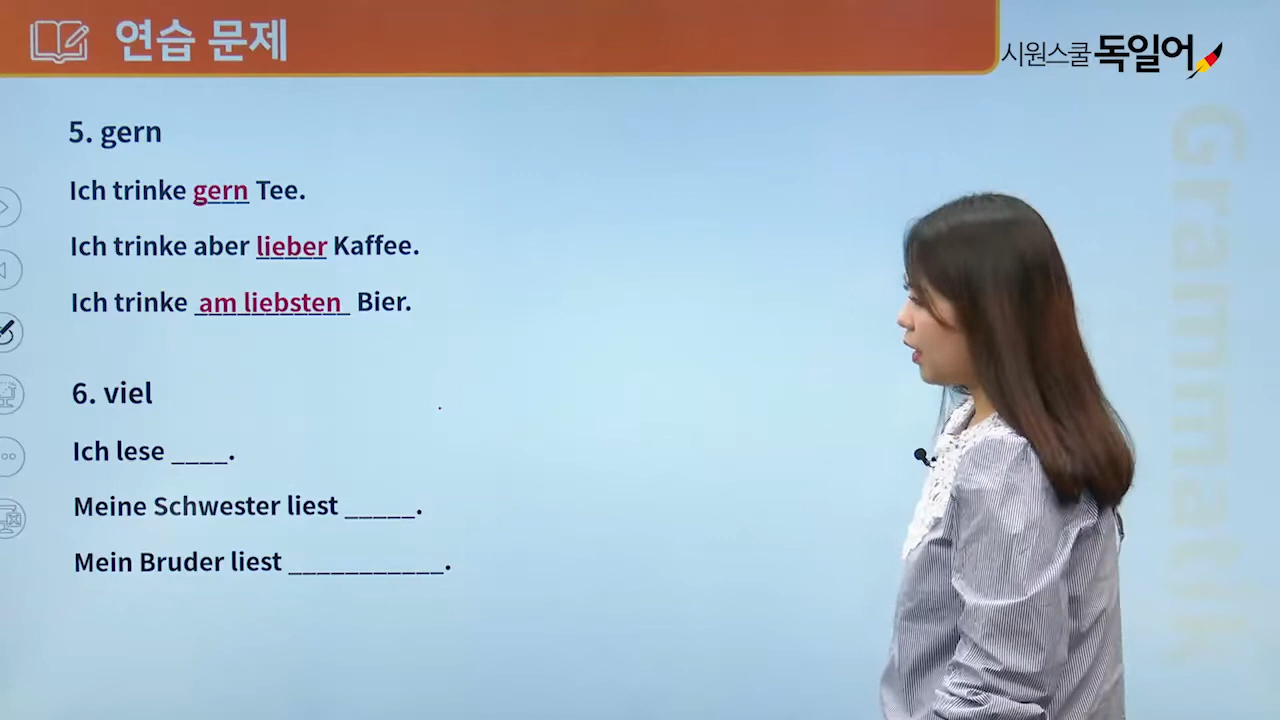 연습 문제
시원스쿨 독일어
5. gern
Ich trinke gern Tee.
Ich trinke aber lieber Kaffee.
Ich trinke am liebsten Bier.
6. viel
Ich lese ____.
Meine Schwester liest _____.
Mein Bruder liest ___________.
Grammatik